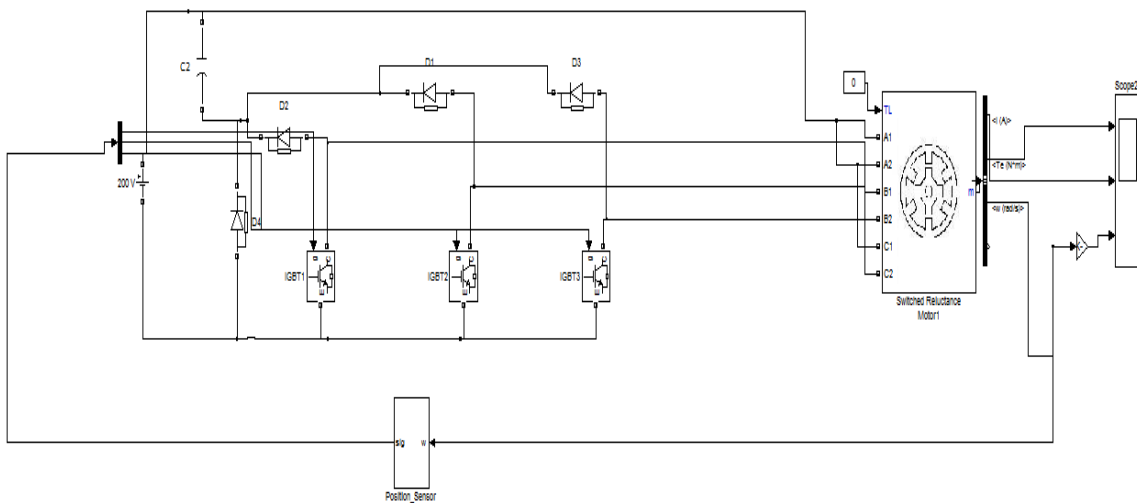 Scope2
D1
D3
C2
0
D2
TL
<I (A)>
A1
<Te (N*m)>
A2
200 V
B1
m
<w (rad/s)>
D4
B2
IGBT1
IGBT2
IGBT3
C1
C2
Switched Reluctance
Motor1
sig
w
Position_Sensor